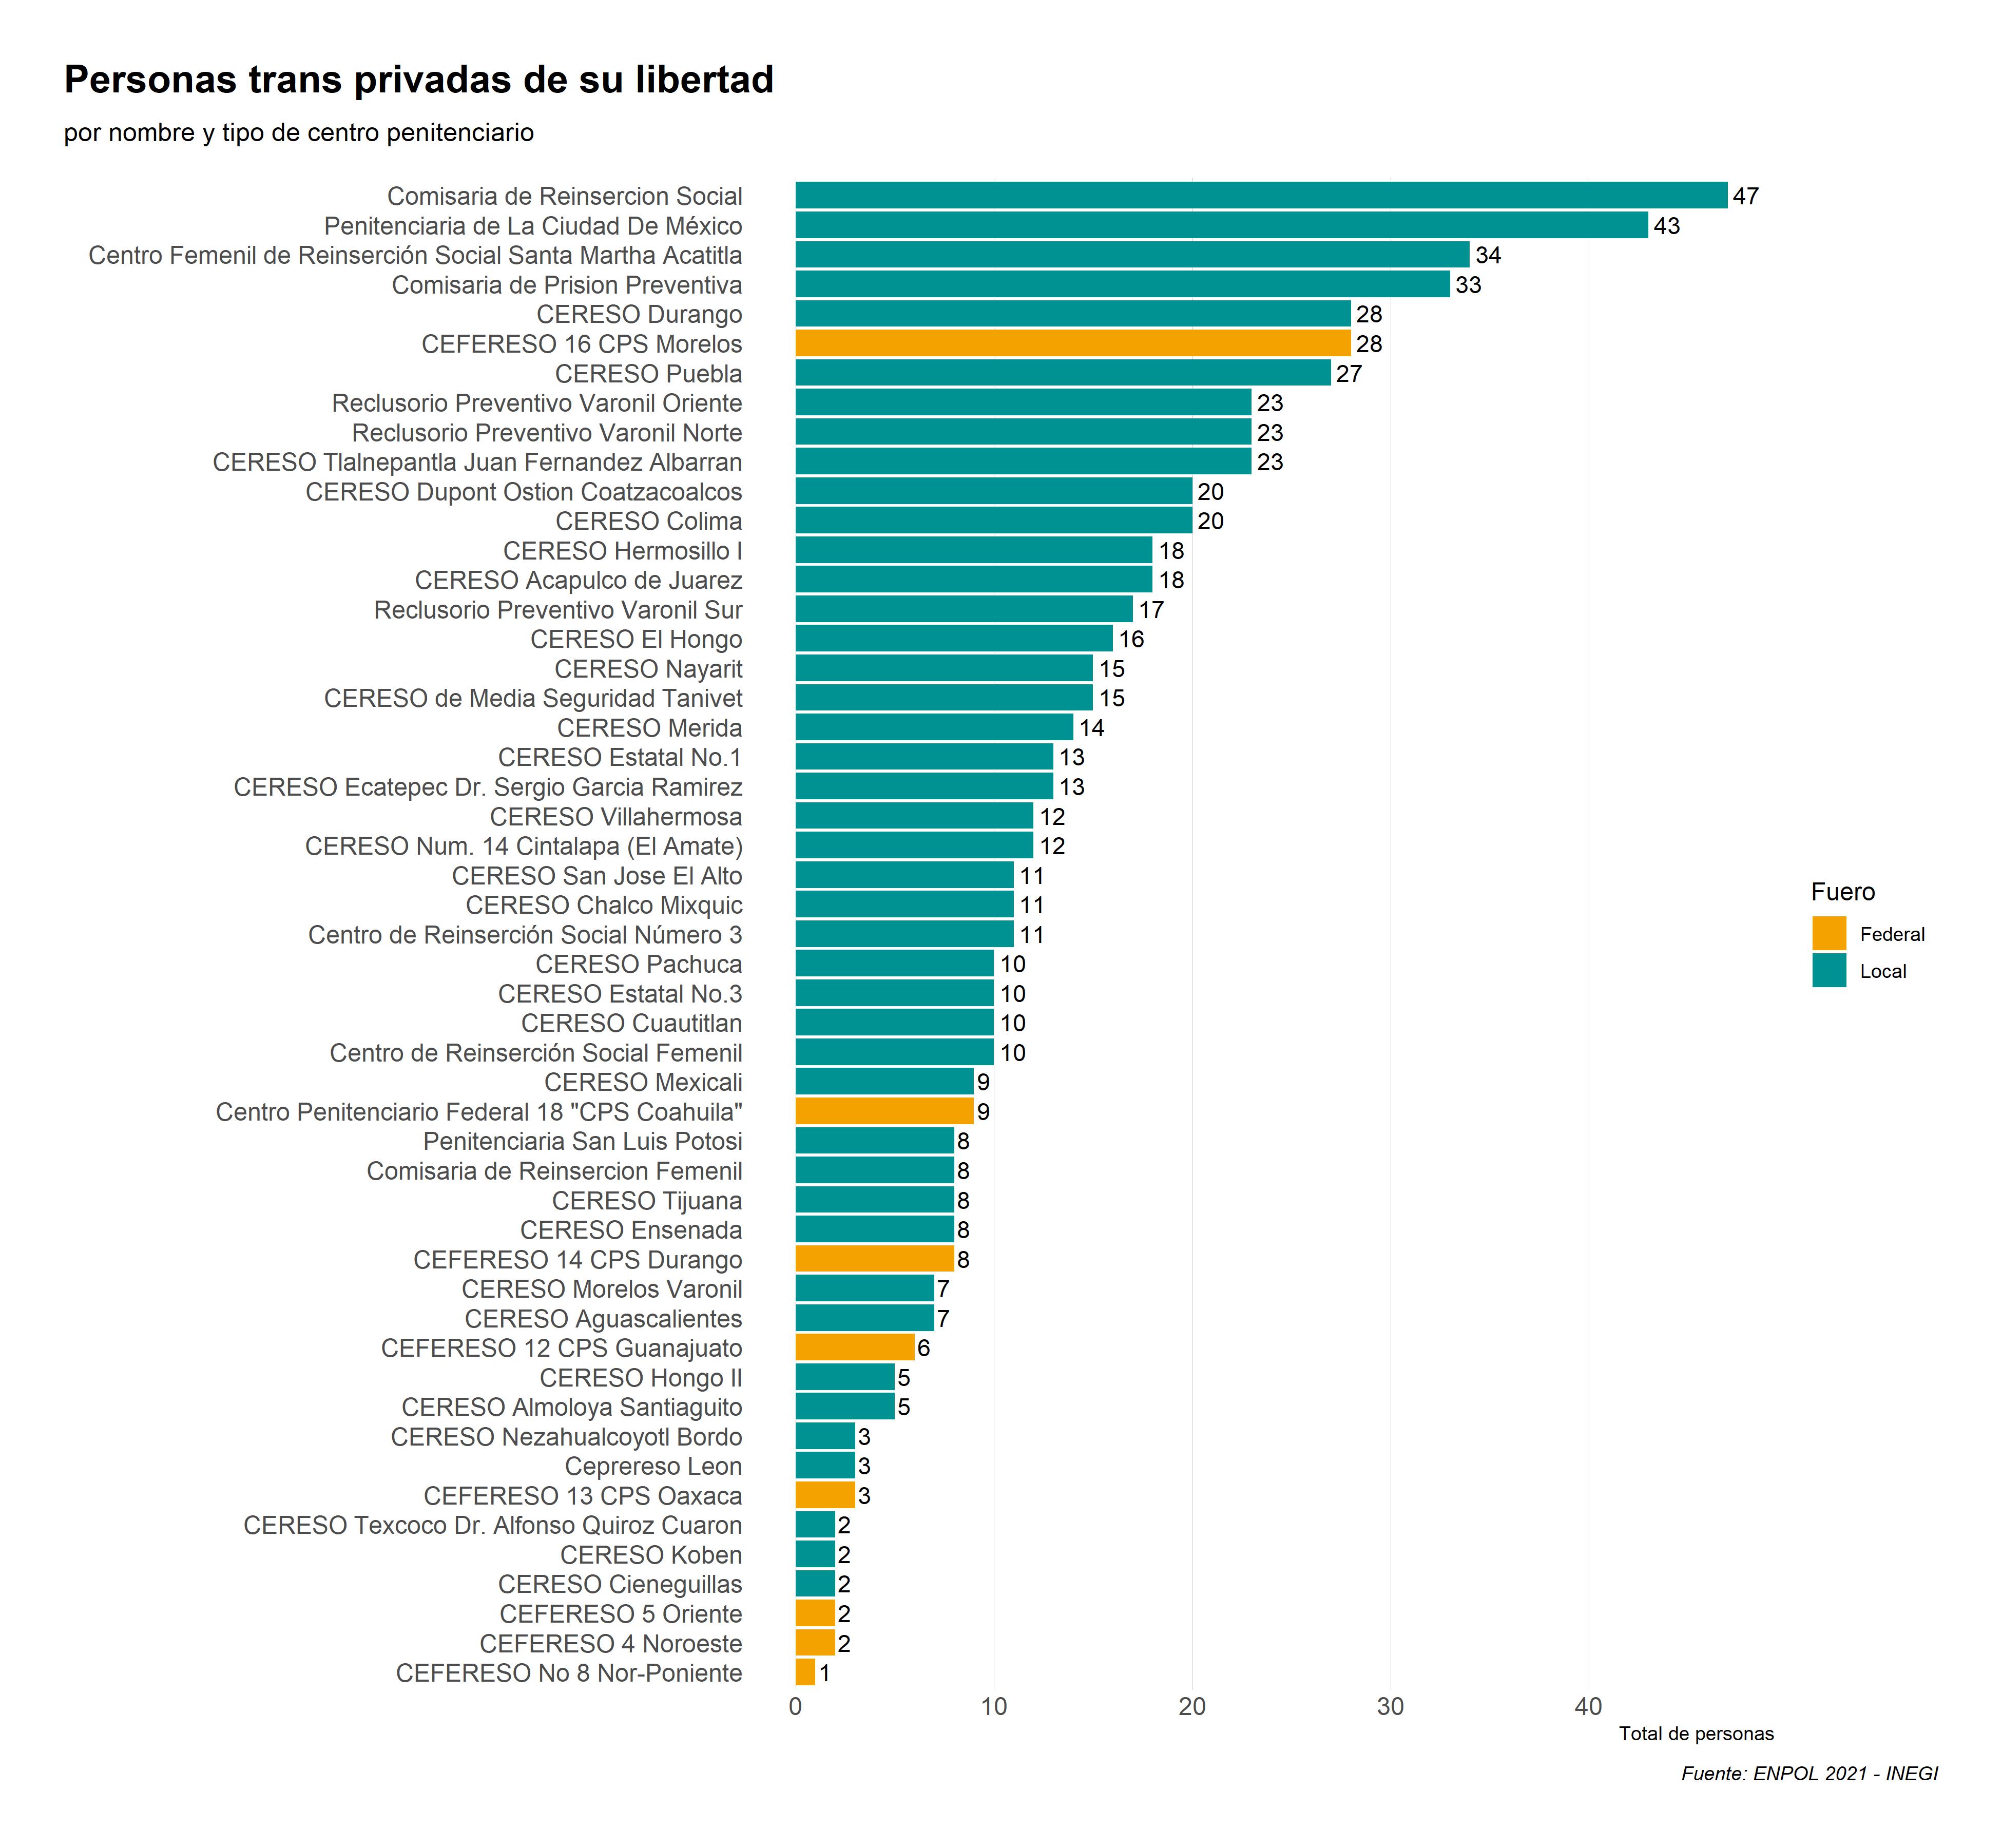 Personas trans privadas de su libertad
por nombre y tipo de centro penitenciario
Comisaria de Reinsercion Social 47
Penitenciaria de La Ciudad De México 43
Centro Femenil de Reinserción Social Santa Martha Acatitla 34
Comisaria de Prision Preventiva 33
CERESO Durango 28
CEFERESO 16 CPS Morelos 28
CERESO Puebla 27
Reclusorio Preventivo Varonil Oriente 23
Reclusorio Preventivo Varonil Norte 23
CERESO Tlalnepantla Juan Fernandez Albarran 23
CERESO Dupont Ostion Coatzacoalcos 20
CERESO Colima 20
CERESO Hermosillo I 18
CERESO Acapulco de Juarez 18
Reclusorio Preventivo Varonil Sur 17
CERESO El Hongo 16
CERESO Nayarit 15
CERESO de Media Seguridad Tanivet 15
CERESO Merida 14
CERESO Estatal No.1 13
CERESO Ecatepec Dr. Sergio Garcia Ramirez 13
CERESO Villahermosa 12
CERESO Num. 14 Cintalapa (El Amate) 12
CERESO San Jose El Alto 11
CERESO Chalco Mixquic 11
Centro de Reinserción Social Número 3 11
CERESO Pachuca 10
CERESO Estatal No.3 10
CERESO Cuautitlan 10
Centro de Reinserción Social Femenil 10
CERESO Mexicali 9
Centro Penitenciario Federal 18 "CPS Coahuila" 9
Penitenciaria San Luis Potosi 8
Comisaria de Reinsercion Femenil 8
CERESO Tijuana 8
CERESO Ensenada 8
CEFERESO 14 CPS Durango 8
CERESO Morelos Varonil 7
CERESO Aguascalientes 7
CEFERESO 12 CPS Guanajuato 6
CERESO Hongo II 5
CERESO Almoloya Santiaguito 5
CERESO Nezahualcoyotl Bordo 3
Ceprereso Leon 3
CEFERESO 13 CPS Oaxaca 3
CERESO Texcoco Dr. Alfonso Quiroz Cuaron 2
CERESO Koben 2
CERESO Cieneguillas 2
CEFERESO 5 Oriente 2
CEFERESO 4 Noroeste 2
CEFERESO No 8 Nor-Poniente 1
0 10 20 30 40
Total de personas
Fuero
Federal
Local
Fuente: ENPOL 2021 - INEGI